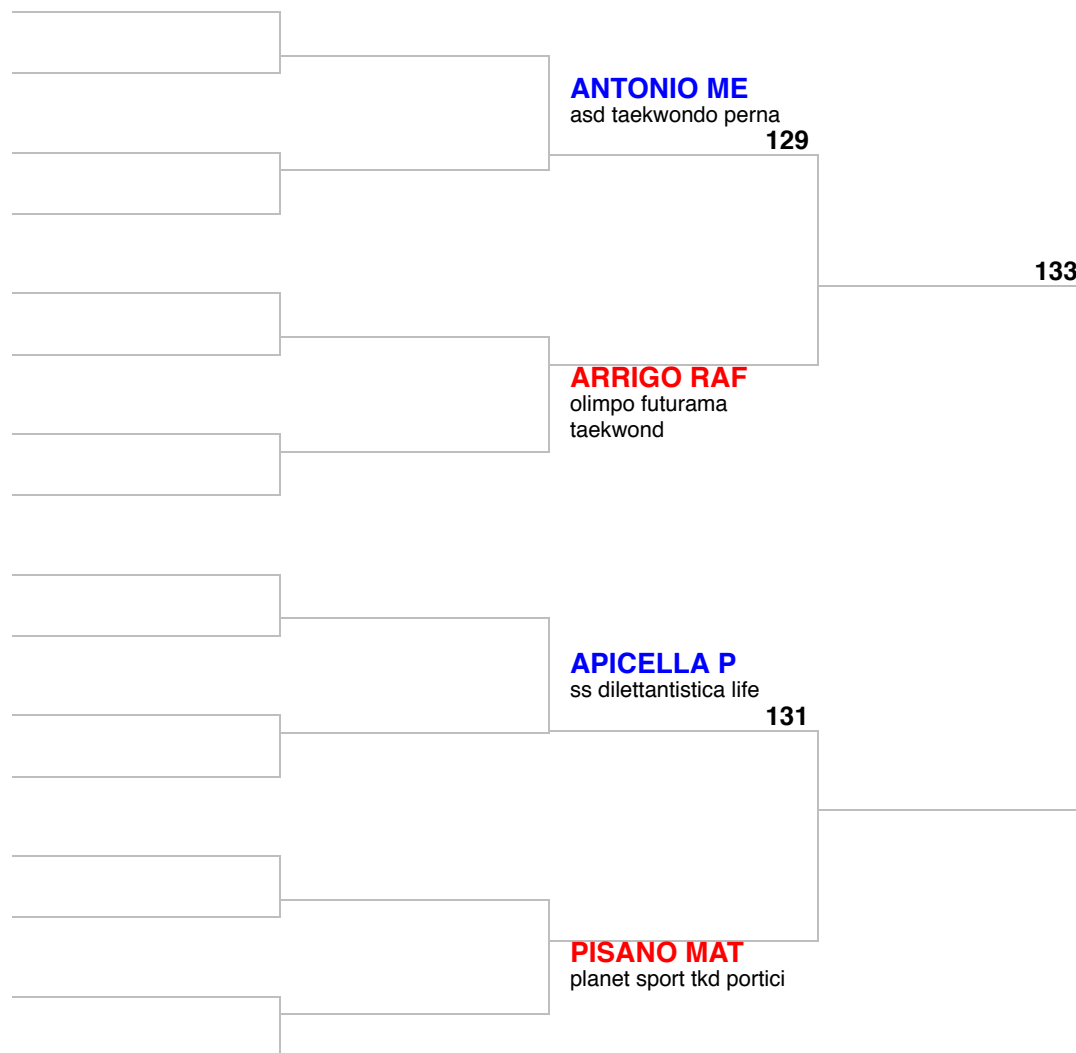 ANTONIO ME
asd taekwondo perna
129
133
ARRIGO RAF
olimpo futurama
taekwond
APICELLA P
ss dilettantistica life
131
PISANO MAT
planet sport tkd portici